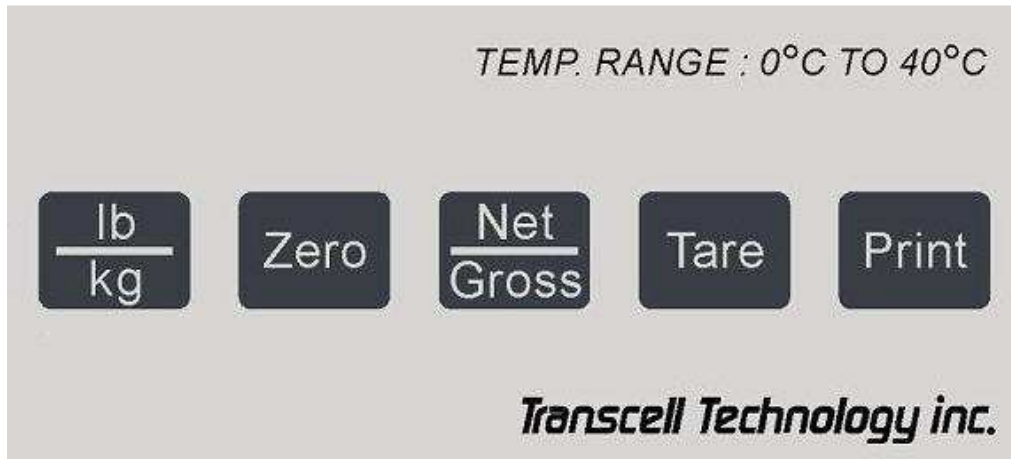 TEMP. RANGE : 0°C TO 40°C
lb
kg
Zero
Net
Gross
Tare
Print
Transcell Technology inc.